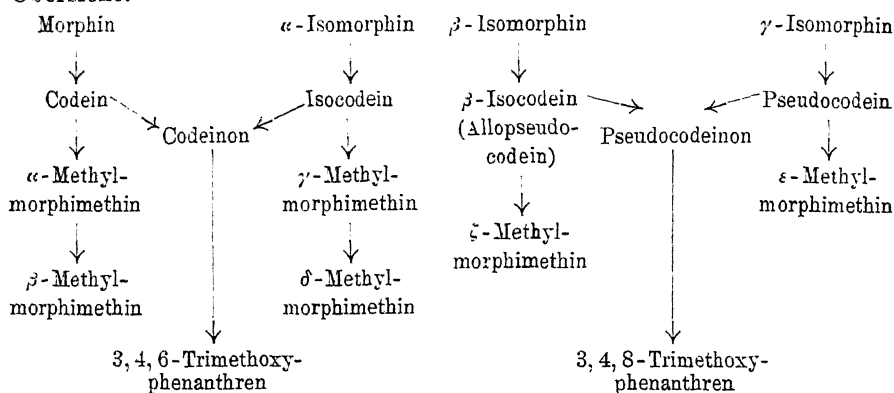 Morphin α-Isomorphin β-Isomorphin γ-Isomorphin
Codein Isocodein β-Isocodein Pseudocodein
Codeinon (Allopseudo- Pseudocodeinon
codein)
α-Methyl- γ-Methyl- ε-Methyl-
morphimethin morphimethin morphimethin
ζ-Methyl-
morphimethin
β-Methyl- δ-Methyl-
morphimethin morphimethin
3, 4, 6-Trimethoxy- 3, 4, 8-Trimethoxy-
phenanthren phenanthren